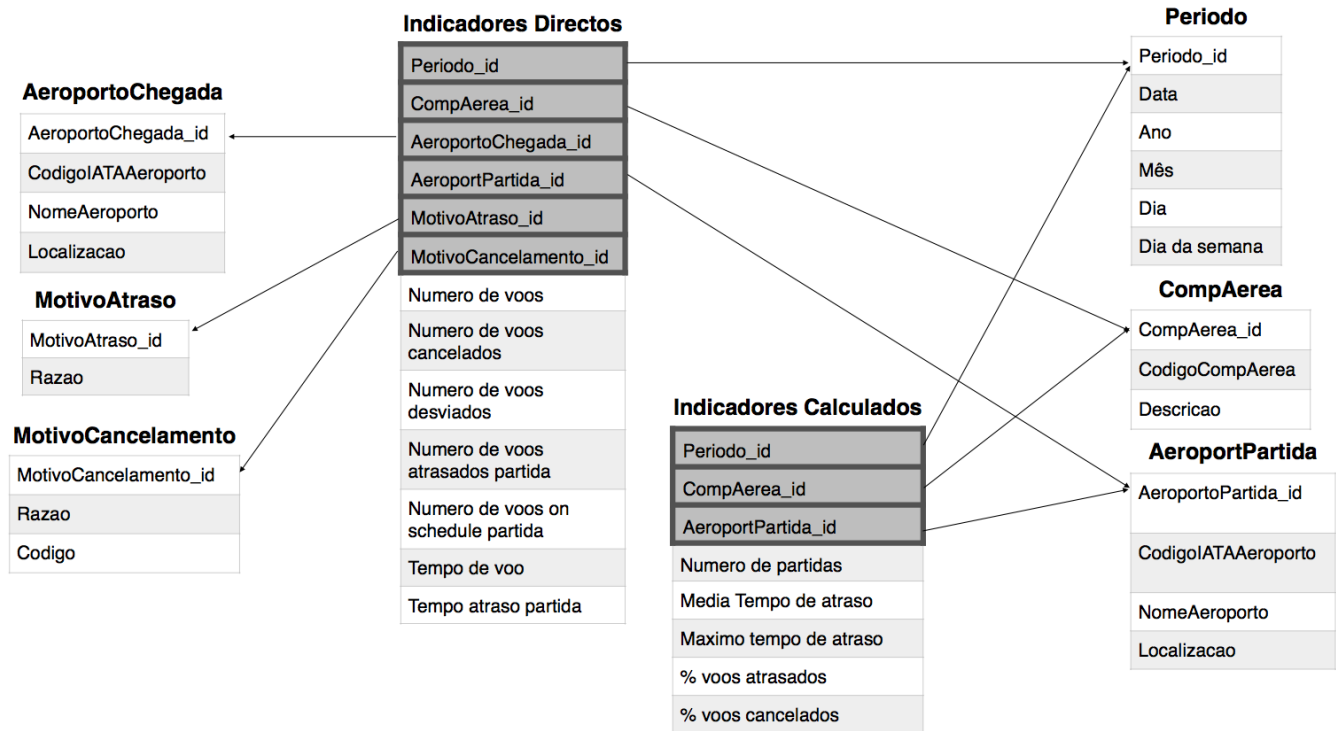 Indicadores Directos
Periodo_id
CompAerea_id
AeroportoChegada_id
AeroportPartida_id
MotivoAtraso_id
MotivoCancelamento_id
Numero de voos
Numero de voos
cancelados
Numero de voos
desviados
Numero de voos
atrasados partida
Numero de voos on
schedule partida
Tempo de voo
Tempo atraso partida
AeroportoChegada
AeroportoChegada_id
CodigoIATAAeroporto
NomeAeroporto
Localizacao
MotivoAtraso
MotivoAtraso_id
Razao
MotivoCancelamento
MotivoCancelamento_id
Razao
Codigo
Indicadores Calculados
Periodo_id
CompAerea_id
AeroportPartida_id
Numero de partidas
Media Tempo de atraso
Maximo tempo de atraso
% voos atrasados
% voos cancelados
Periodo
Periodo_id
Data
Ano
Mês
Dia
Dia da semana
CompAerea
CompAerea_id
CodigoCompAerea
Descricao
AeroportPartida
AeroportoPartida_id
CodigoIATAAeroporto
NomeAeroporto
Localizacao